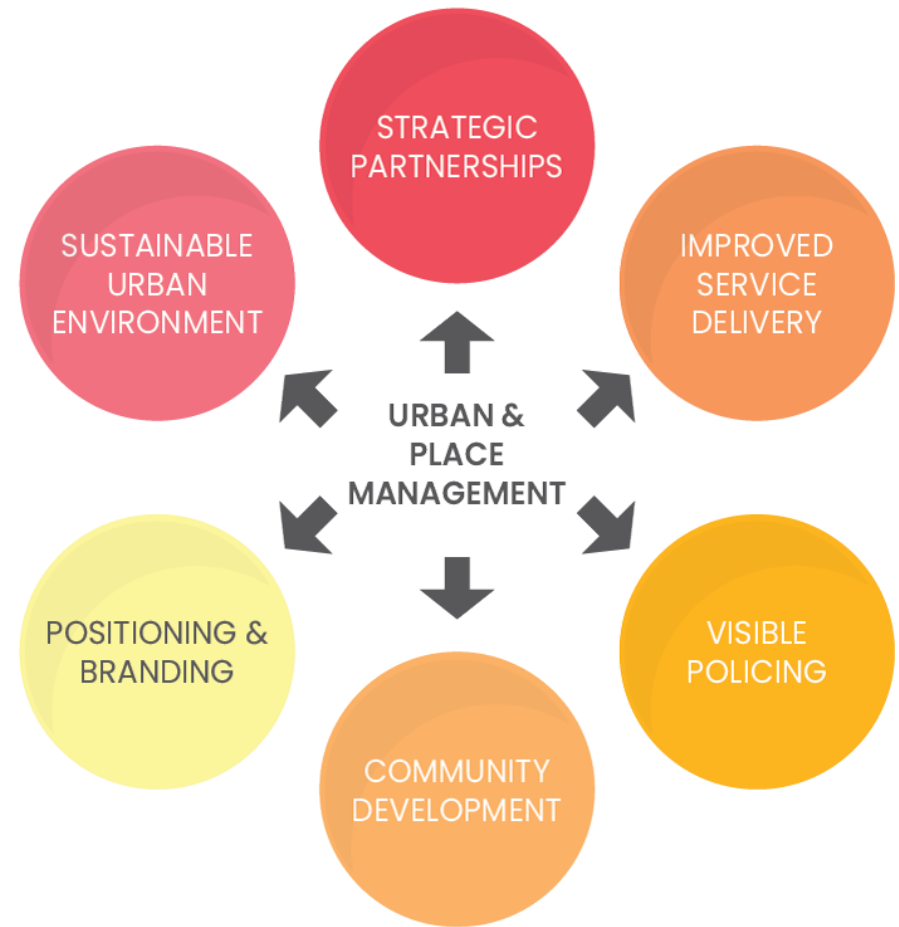 STRATEGIC
PARTNERSHIPS
SUSTAINABLE
URBAN
ENVIRONMENT
IMPROVED
SERVICE
DELIVERY
URBAN &
PLACE
MANAGEMENT
POSITIONING &
BRANDING
VISIBLE
POLICING
COMMUNITY
DEVELOPMENT